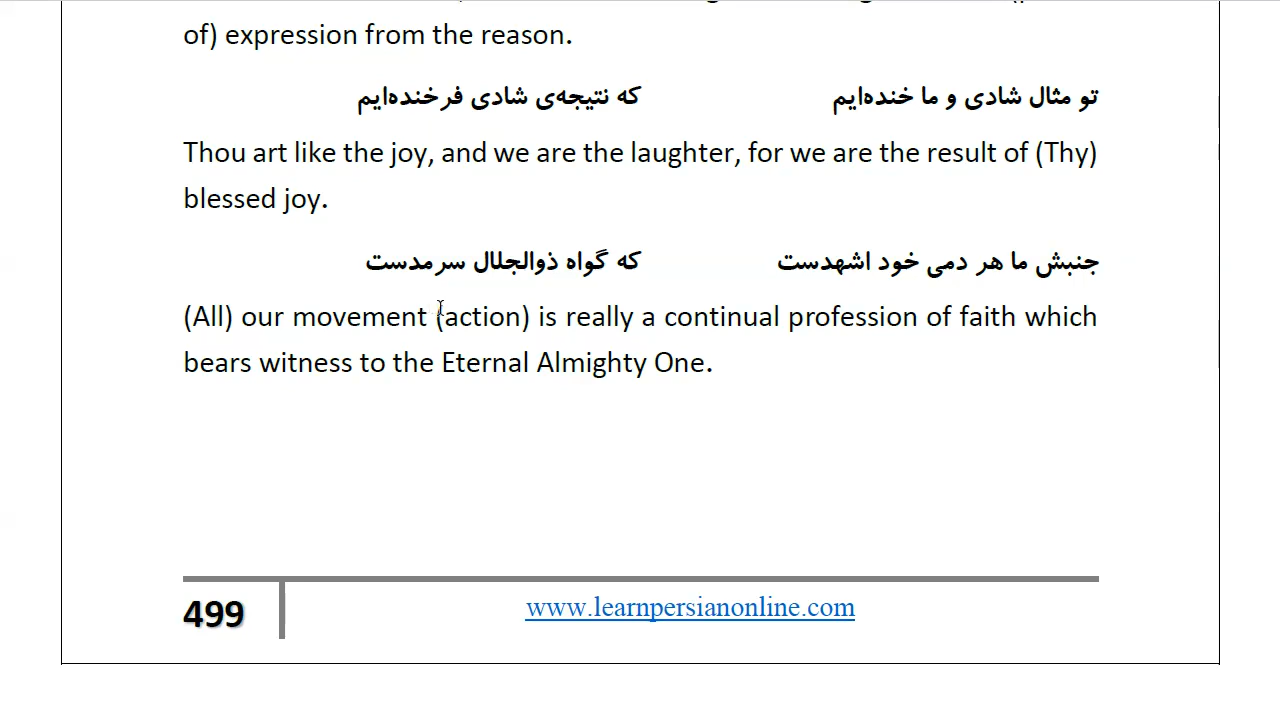 of) expression from the reason.
تو مثال شادی و ما خنده‌ایم که نتیجه‌ی شادی فرخنده‌ایم
Thou art like the joy, and we are the laughter, for we are the result of (Thy)
blessed joy.
جنبش ما هر دمی خود اشهدست که گواه ذوالجلال سرمدست
(All) our movement (action) is really a continual profession of faith which
bears witness to the Eternal Almighty One.
499
www.learnpersianonline.com